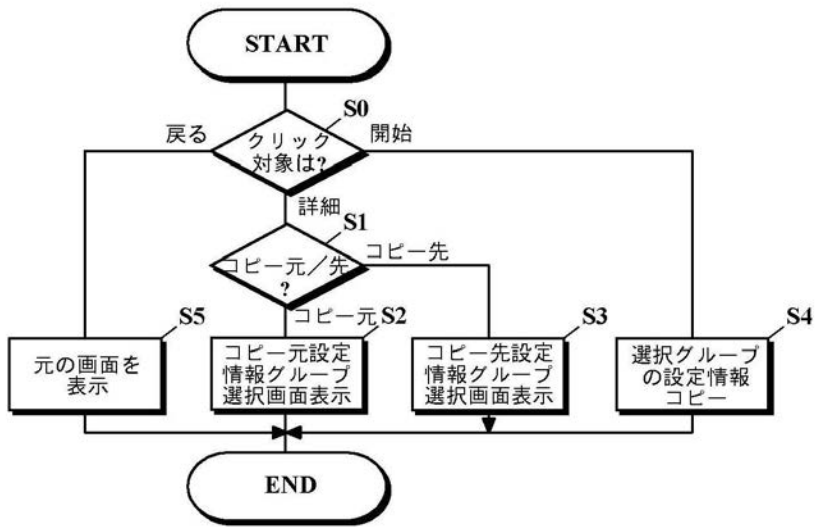 START
S0
戻る
クリック
対象は?
開始
詳細
S1
コピー元／先
?
コピー先
コピー元
S5
元の画面を
表示
S2
コピー元設定
情報グループ
選択画面表示
S3
コピー先設定
情報グループ
選択画面表示
S4
選択グループ
の設定情報
コピー
END